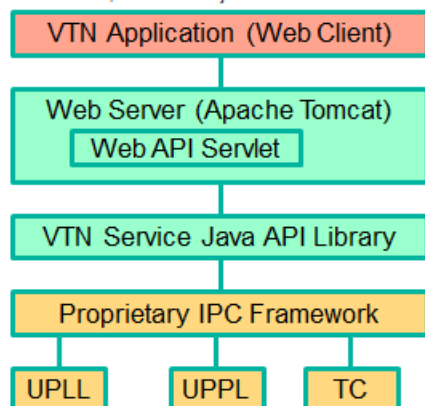 VTN Application (Web Client)
Web Server (Apache Tomcat)
Web API Servlet
VTN Service Java API Library
Proprietary IPC Framework
UPLL UPPL TC